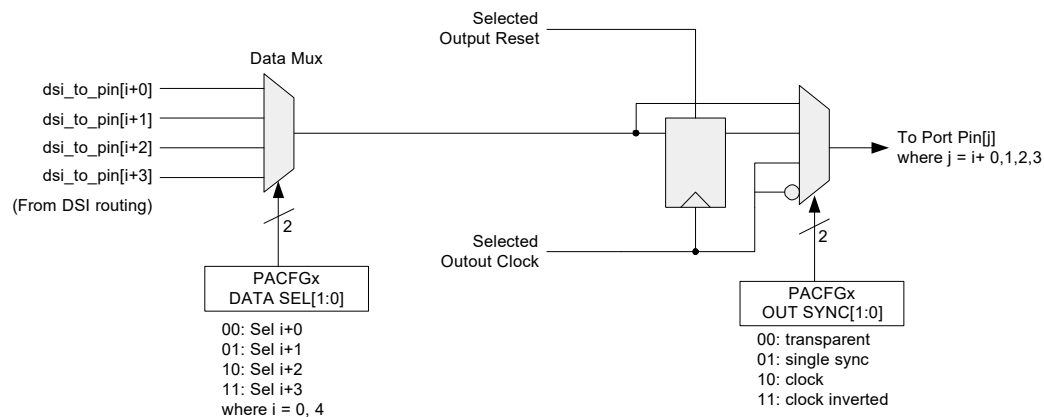 Selected
Output Reset
Data Mux
dsi_to_pin[i+0]
dsi_to_pin[i+1]
dsi_to_pin[i+2]
dsi_to_pin[i+3]
(From DSI routing)
2
PACFGx
DATA SEL[1:0]
00: Sel i+0
01: Sel i+1
10: Sel i+2
11: Sel i+3
where i = 0, 4
Selected
Outout Clock
To Port Pin[j]
where j = i+ 0,1,2,3
2
PACFGx
OUT SYNC[1:0]
00: transparent
01: single sync
10: clock
11: clock inverted